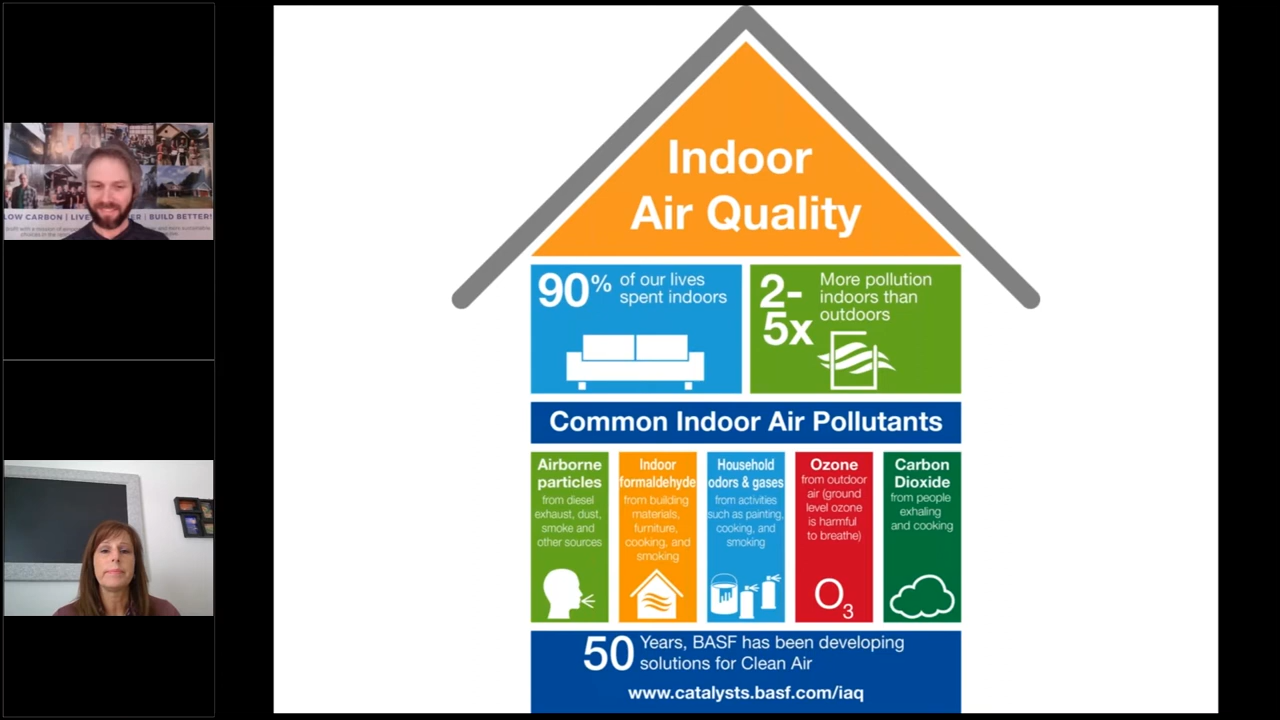 LOW CARBON | LIVE
ER | BUILD BETTER!
Indoor
Air Quality
90% of our lives
spent indoors
2-
5x
More pollution
indoors than
outdoors
Common Indoor Air Pollutants
Airborne
particles
from diesel
exhaust, dust,
smoke and
other sources
Indoor
formaldehyde
from building
materials,
furniture,
cooking, and
smoking
Household
odors & gases
from activities
such as painting,
cooking, and
smoking
Ozone
from outdoor
air (ground
level ozone
is harmful
to breathe)
O3
Carbon
Dioxide
from people
exhaling
and cooking
50 Years, BASF has been developing
solutions for Clean Air
www.catalysts.basf.com/iaq